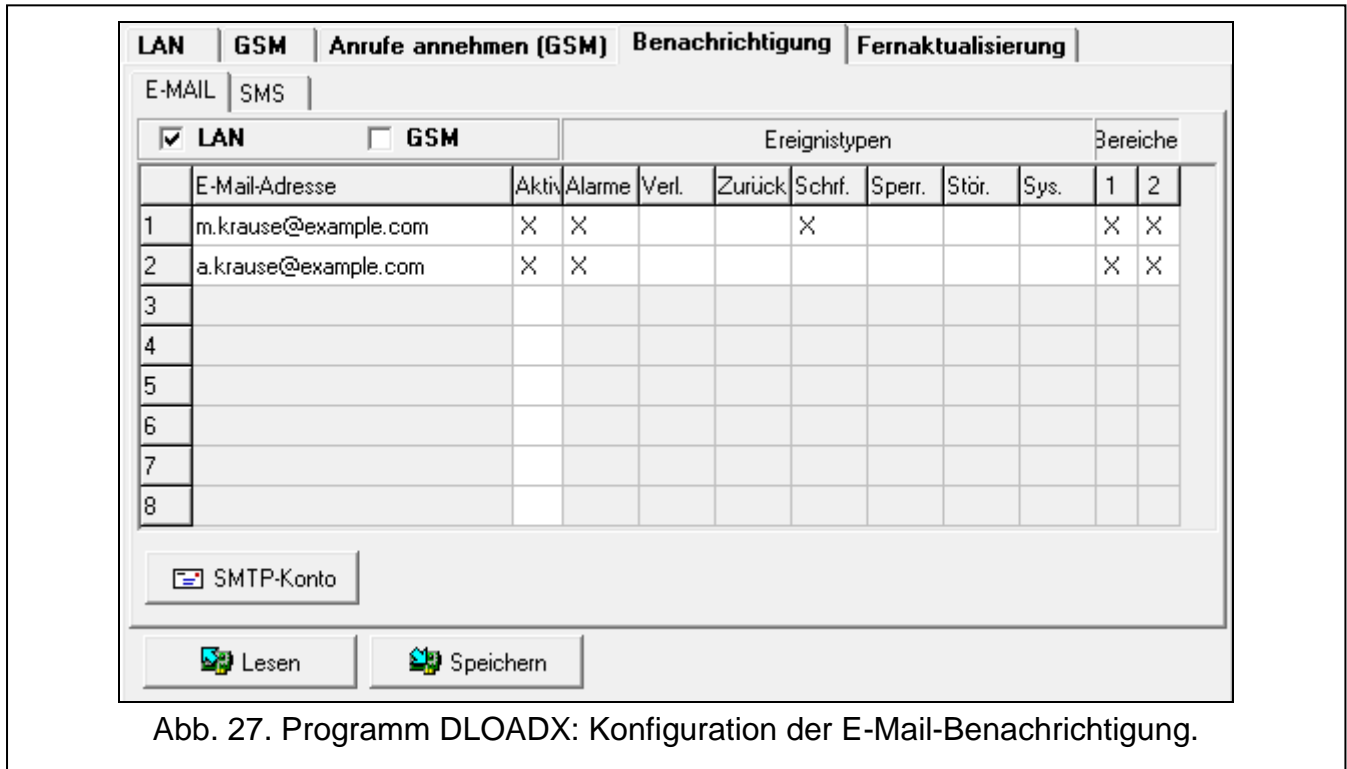 LAN GSM Anrufe annehmen (GSM) Benachrichtigung Fernaktualisierung
E-MAIL SMS
LAN GSM Ereignistypen Bereiche
E-Mail-Adresse Aktiv Alarme Verl. Zurück Schrf. Sperr. Stör. Sys. 1 2
1 m.krause@example.com X X X X X
2 a.krause@example.com X X X X
3
4
5
6
7
8
SMTP-Konto
Lesen Speichern
Abb. 27. Programm DLOADX: Konfiguration der E-Mail-Benachrichtigung.